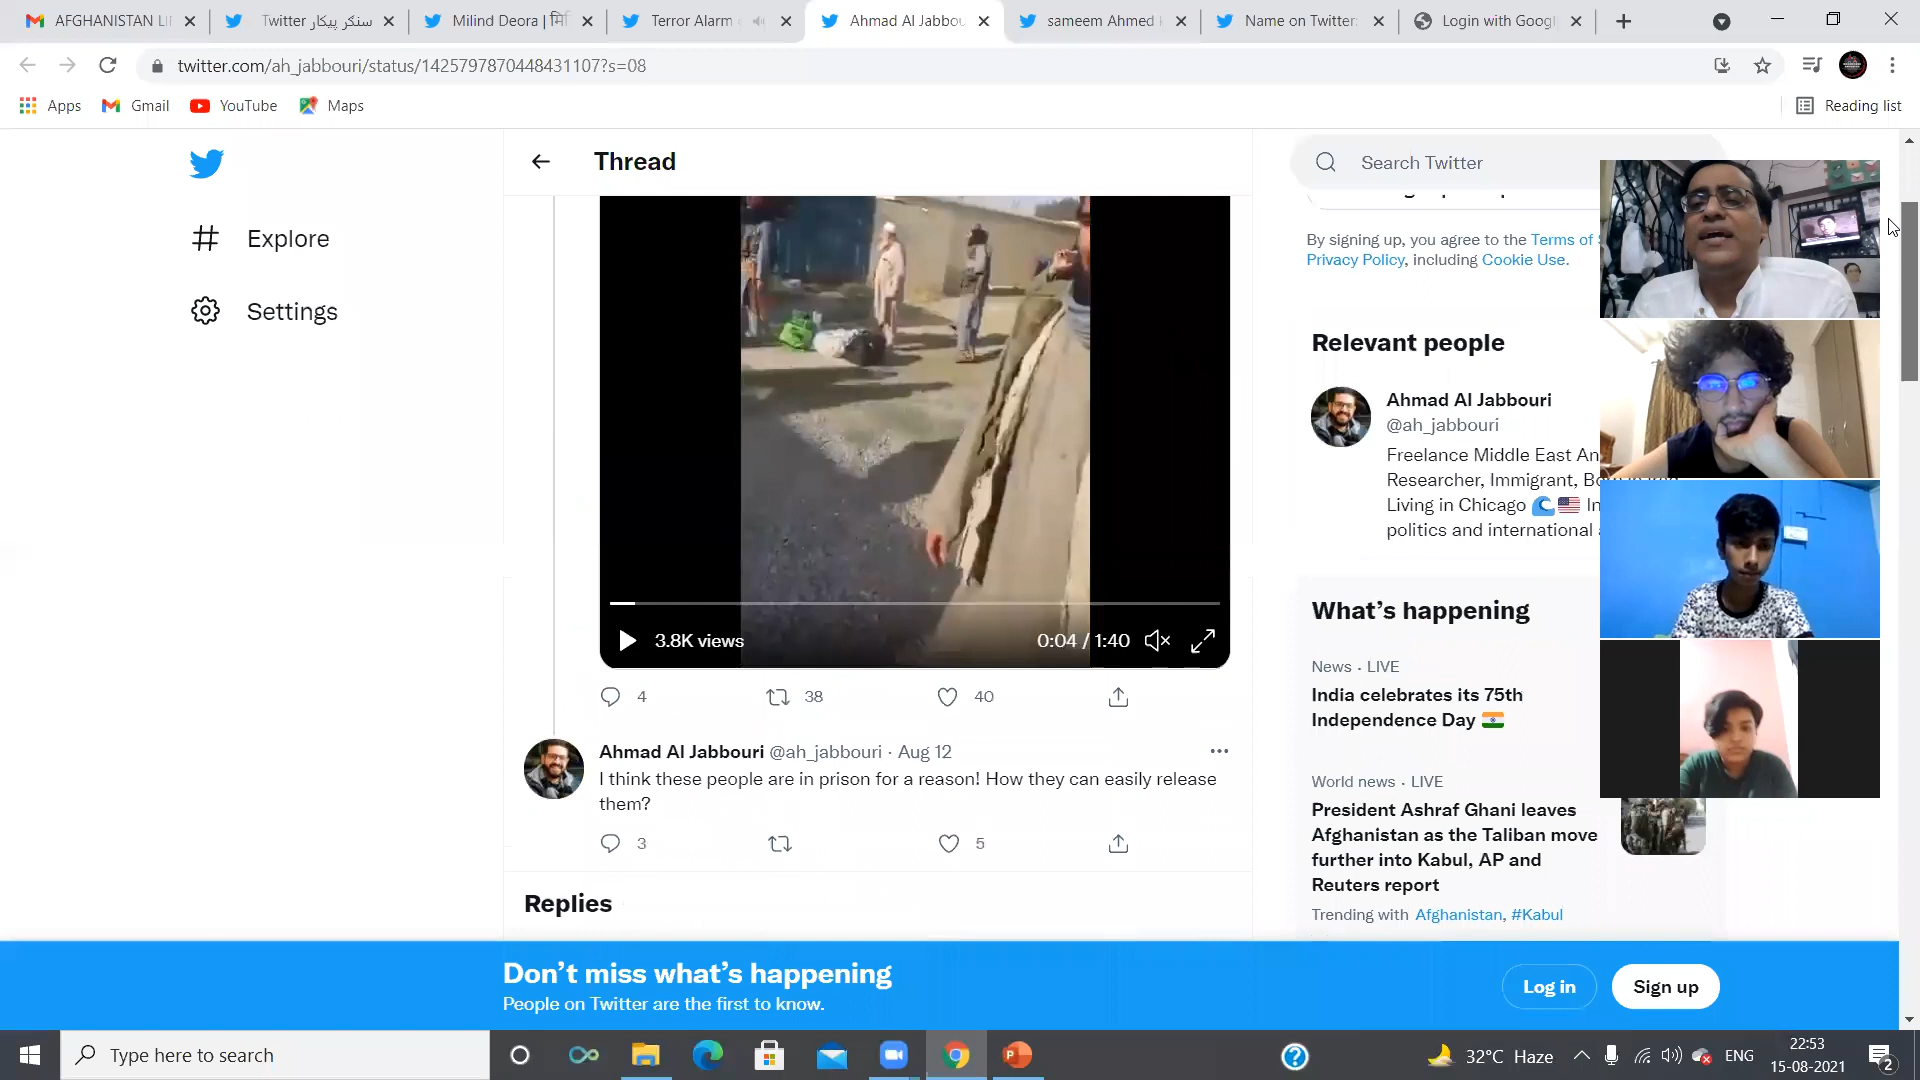 AFGHANISTAN LI
سنگر پیکار Twitter
Milind Deora | मि
Terror Alarm
Ahmad Al Jabbou
sameem Ahmed
Name on Twitter:
Login with Goog
twitter.com/ah_jabbouri/status/1425797870448431107?s=08
Apps
Gmail
YouTube
Maps
Reading list
Explore
Settings
Thread
3.8K views
0:04 / 1:40
4
38
40
Ahmad Al Jabbouri @ah_jabbouri · Aug 12
I think these people are in prison for a reason! How they can easily release
them?
3
5
Replies
Search Twitter
By signing up, you agree to the Terms of
Privacy Policy, including Cookie Use.
Relevant people
Ahmad Al Jabbouri
@ah_jabbouri
Freelance Middle East An
Researcher, Immigrant,
Living in Chicago
politics and international
What's happening
News · LIVE
India celebrates its 75th
Independence Day
World news · LIVE
President Ashraf Ghani leaves
Afghanistan as the Taliban move
further into Kabul, AP and
Reuters report
Trending with Afghanistan, #Kabul
Don't miss what's happening
People on Twitter are the first to know.
Log in
Sign up
Type here to search
32°C Haze
ENG
22:53
15-08-2021
2